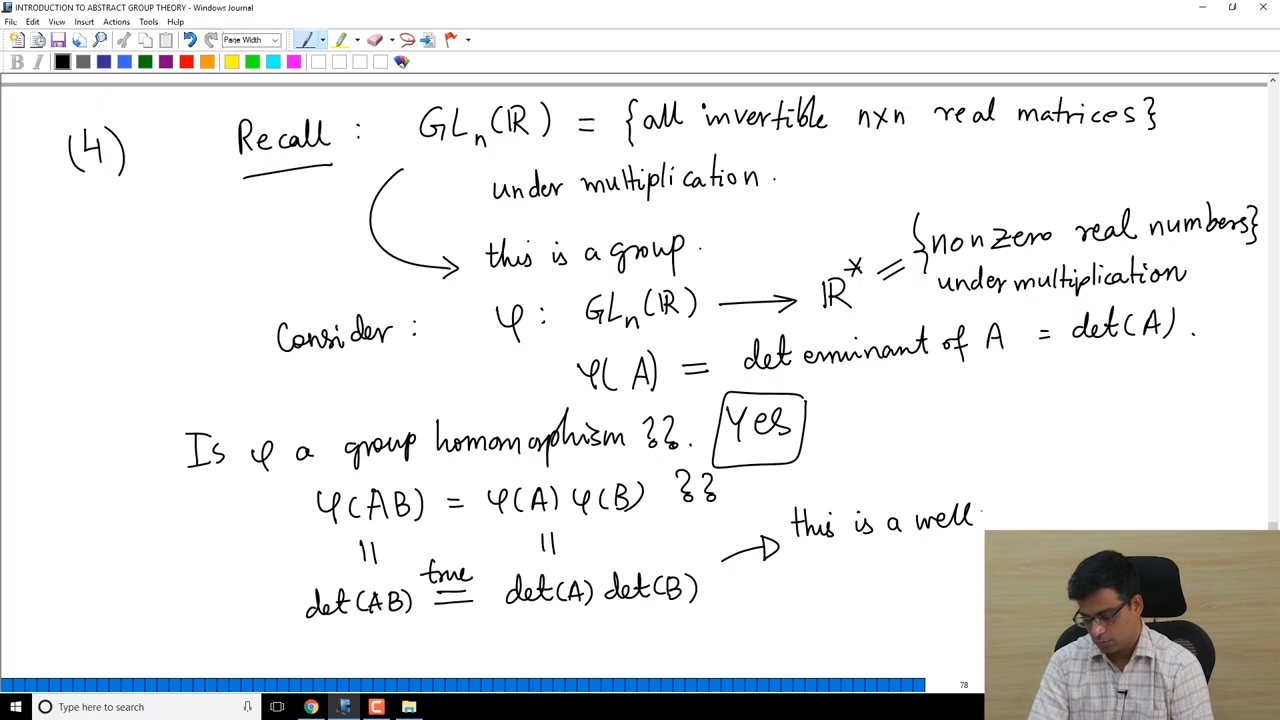 INTRODUCTION TO ABSTRACT GROUP THEORY - Windows Journal
File Edit View Insert Actions Tools Help
Page Width
B I
(4) Recall : GLn(ℝ) = {all invertible n×n real matrices}
under multiplication.
this is a group.
ℝ* = {nonzero real numbers}
under multiplication
Consider : φ : GLn(ℝ) → ℝ*
φ(A) = determinant of A = det(A).
Is φ a group homomorphism ??. Yes
φ(AB) = φ(A) φ(B) ??
|| ||
det(AB) = true det(A) det(B) → this is a well
78
Type here to search